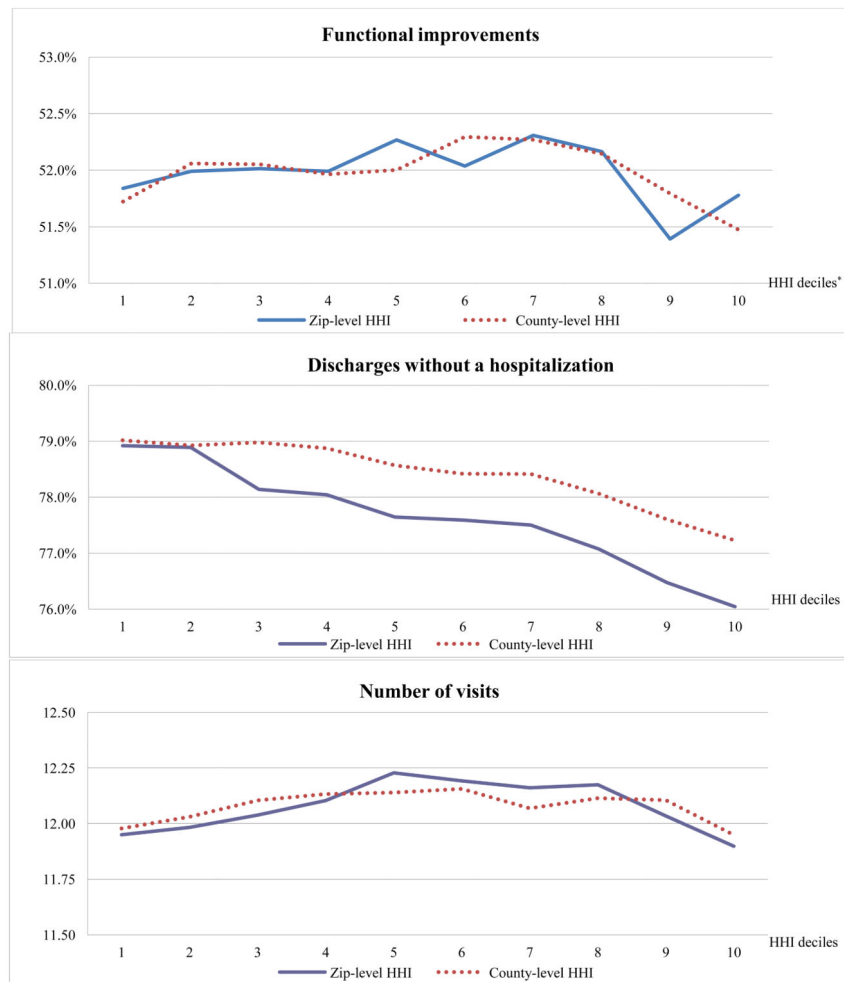 Functional improvements
53.0%
52.5%
52.0%
51.5%
51.0%
1 2 3 4 5 6 7 8 9 10
HHI deciles*
Zip-level HHI County-level HHI
Discharges without a hospitalization
80.0%
79.0%
78.0%
77.0%
76.0%
HHI deciles
1 2 3 4 5 6 7 8 9 10
Zip-level HHI County-level HHI
Number of visits
12.50
12.25
12.00
11.75
11.50
HHI deciles
1 2 3 4 5 6 7 8 9 10
Zip-level HHI County-level HHI